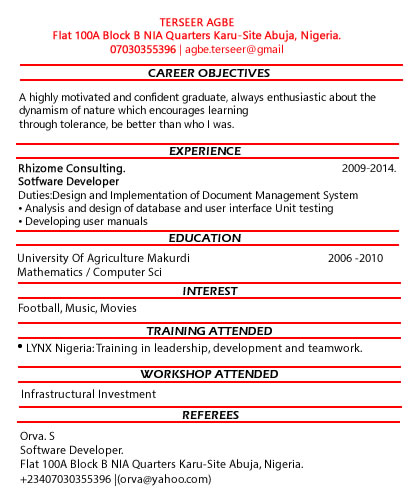 TERSEER AGBE
Flat 100A Block B NIA Quarters Karu-Site Abuja, Nigeria.
07030355396 | agbe.terseer@gmail
CAREER OBJECTIVES
A highly motivated and confident graduate, always enthusiastic about the
dynamism of nature which encourages learning
through tolerance, be better than who I was.
EXPERIENCE
Rhizome Consulting. 2009-2014.
Sotfware Developer
Duties:Design and Implementation of Document Management System
• Analysis and design of database and user interface Unit testing
• Developing user manuals
EDUCATION
University Of Agriculture Makurdi 2006 -2010
Mathematics / Computer Sci
INTEREST
Football, Music, Movies
TRAINING ATTENDED
• LYNX Nigeria:Training in leadership, development and teamwork.
WORKSHOP ATTENDED
Infrastructural Investment
REFEREES
Orva. S
Software Developer.
Flat 100A Block B NIA Quarters Karu-Site Abuja, Nigeria.
+23407030355396 |(orva@yahoo.com)